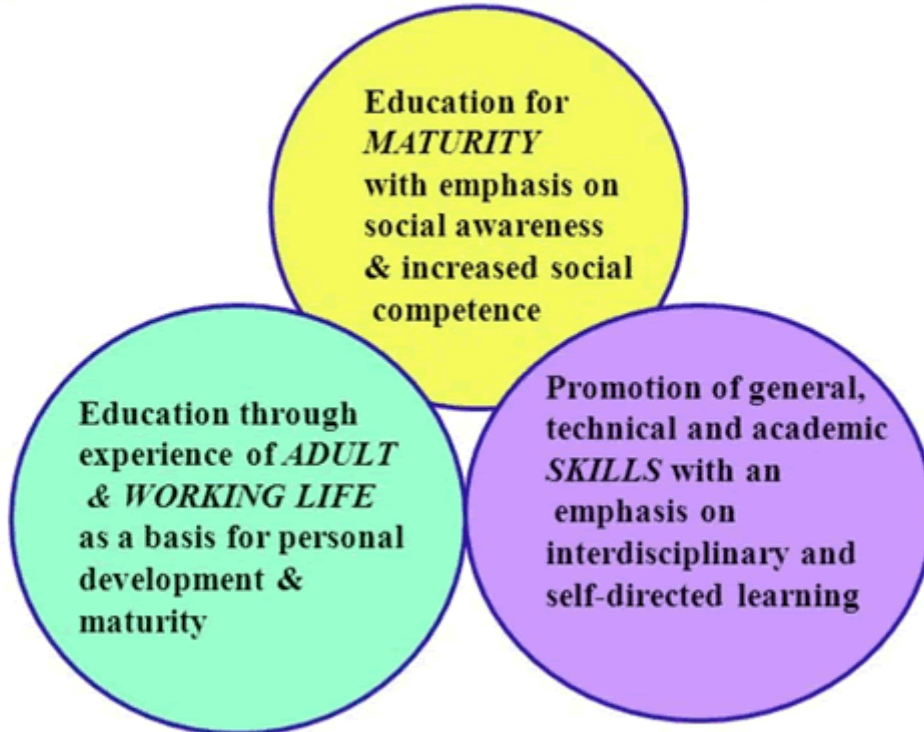 Education for
MATURITY
with emphasis on
social awareness
& increased social
competence
Education through
experience of ADULT
& WORKING LIFE
as a basis for personal
development &
maturity
Promotion of general,
technical and academic
SKILLS with an
emphasis on
interdisciplinary and
self-directed learning